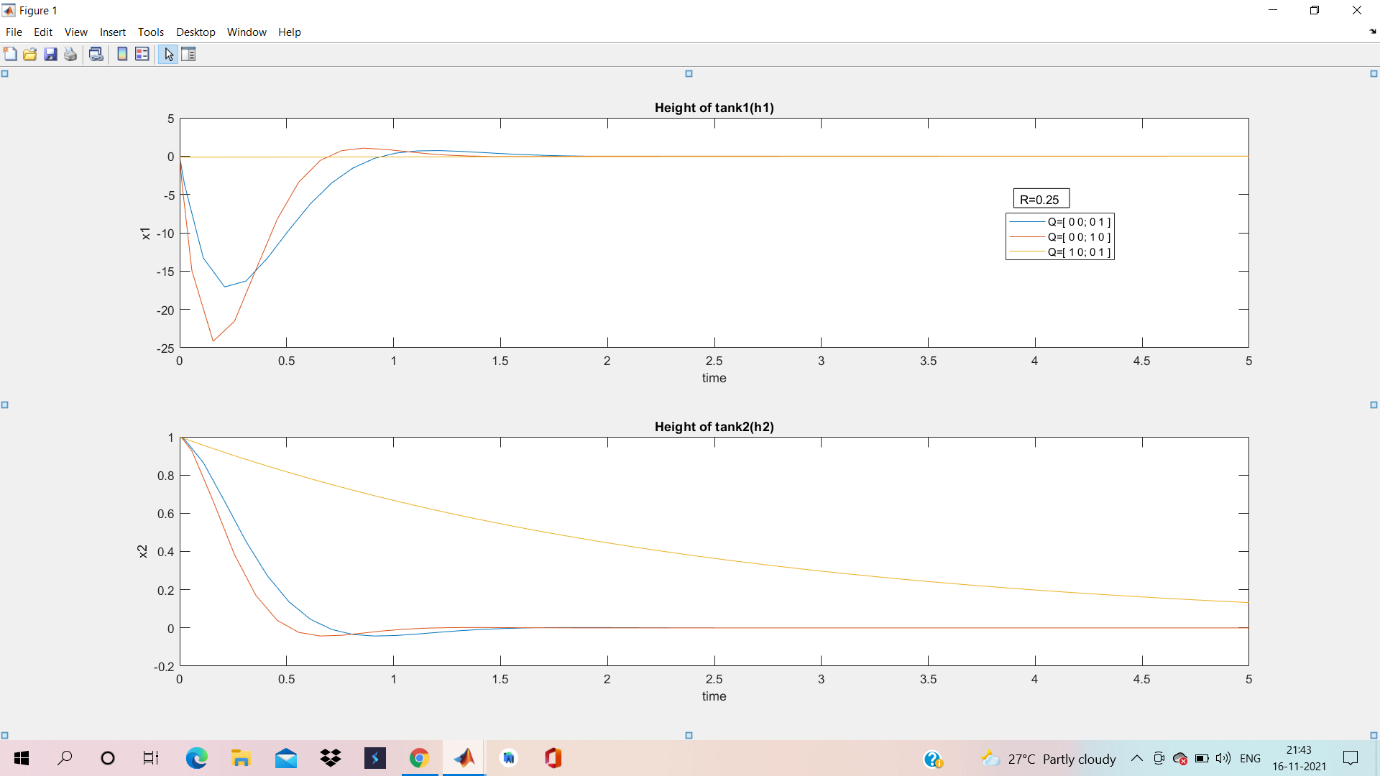 Figure 1
File Edit View Insert Tools Desktop Window Help
Height of tank1(h1)
5
0
-5
-10
-15
-20
-25
x1
0 0.5 1 1.5 2 2.5 3 3.5 4 4.5 5
time
R=0.25
Q=[ 0 0; 0 1 ]
Q=[ 0 0; 1 0 ]
Q=[ 1 0; 0 1 ]
Height of tank2(h2)
1
0.8
0.6
0.4
0.2
0
-0.2
x2
0 0.5 1 1.5 2 2.5 3 3.5 4 4.5 5
time
27°C Partly cloudy ENG
21:43
16-11-2021